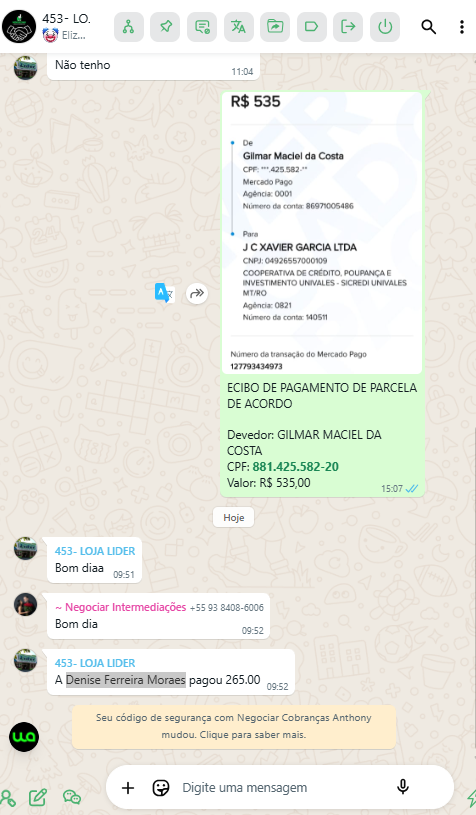 453- LO.
Eliz...
Não tenho
11:04
R$ 535
De
Gilmar Maciel da Costa
CPF: ***.425.582-**
Mercado Pago
Agência: 0001
Número da conta: 86971005486
Para
J C XAVIER GARCIA LTDA
CNPJ: 04926557000109
COOPERATIVA DE CRÉDITO, POUPANÇA E
INVESTIMENTO UNIVALES - SICREDI UNIVALES
MT/RO
Agência: 0821
Número da conta: 140511
Número da transação do Mercado Pago
127793434973
ECIBO DE PAGAMENTO DE PARCELA
DE ACORDO
Devedor: GILMAR MACIEL DA
COSTA
CPF: 881.425.582-20
Valor: R$ 535,00
15:07
Hoje
453- LOJA LIDER
Bom diaa
09:51
~ Negociar Intermediações +55 93 8408-6006
Bom dia
09:52
453- LOJA LIDER
A Denise Ferreira Moraes pagou 265.00
09:52
Seu código de segurança com Negociar Cobranças Anthony
mudou. Clique para saber mais.
Digite uma mensagem